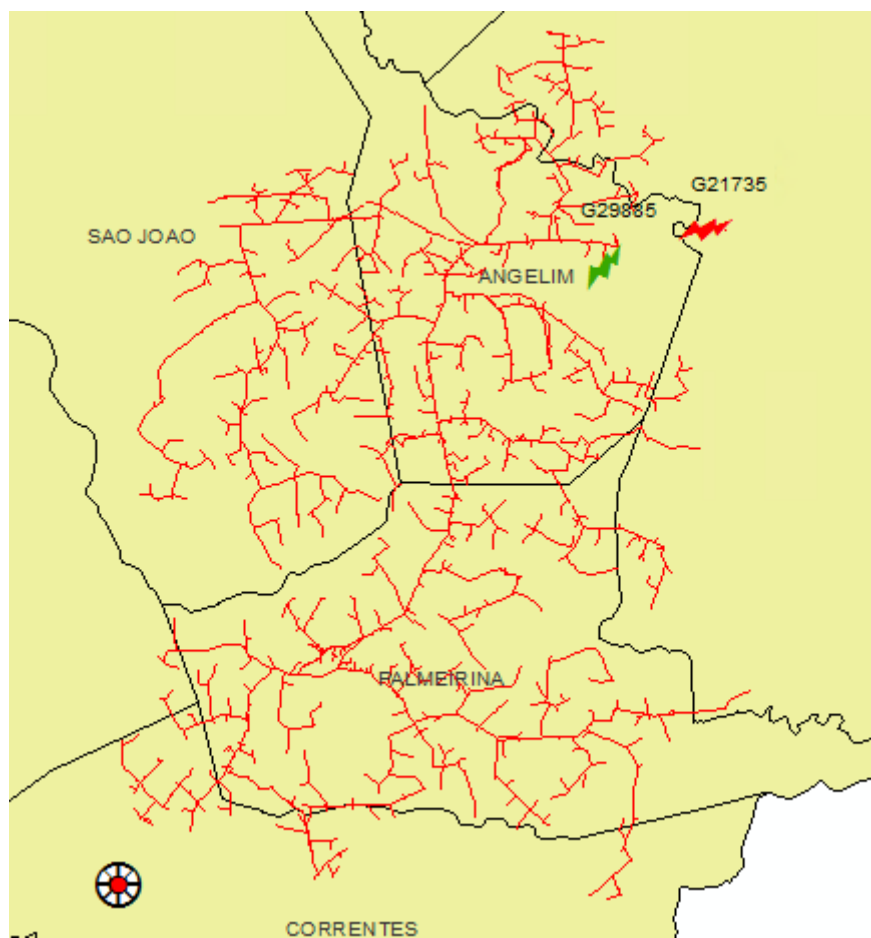 G21735
G29885
SAO JOAO
ANGELIM
PALMEIRINA
CORRENTES